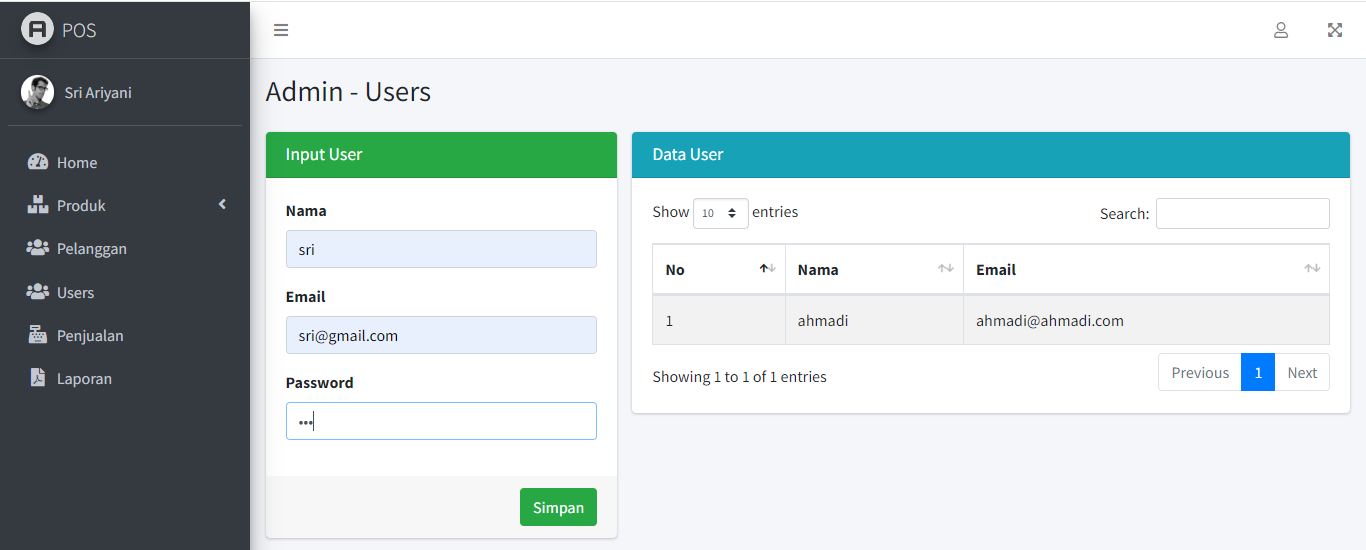 POS
Sri Ariyani
Home
Produk
Pelanggan
Users
Penjualan
Laporan
Admin - Users
Input User
Nama
sri
Email
sri@gmail.com
Password
•••
Simpan
Data User
Show 10 entries
Search:
No Nama Email
1 ahmadi ahmadi@ahmadi.com
Showing 1 to 1 of 1 entries
Previous 1 Next